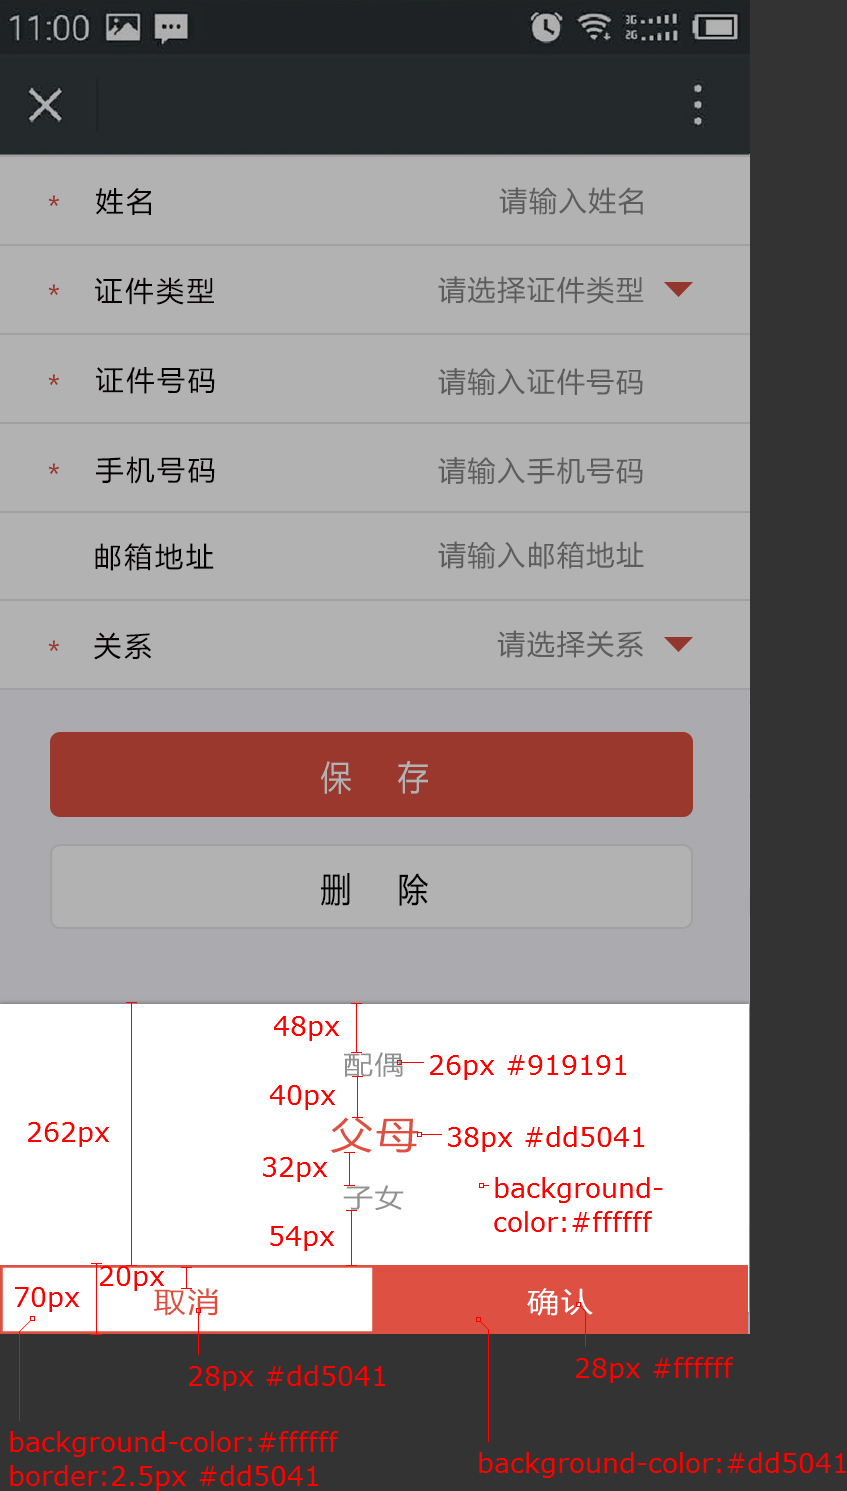 11:00 3G 2G
* 姓名 请输入姓名
* 证件类型 请选择证件类型
* 证件号码 请输入证件号码
* 手机号码 请输入手机号码
邮箱地址 请输入邮箱地址
* 关系 请选择关系
保 存
删 除
48px
配偶 26px #919191
40px
262px 父母 38px #dd5041
32px
子女 background-
color:#ffffff
54px
20px
70px 取消 确认
28px #dd5041 28px #ffffff
background-color:#ffffff
border:2.5px #dd5041
background-color:#dd5041